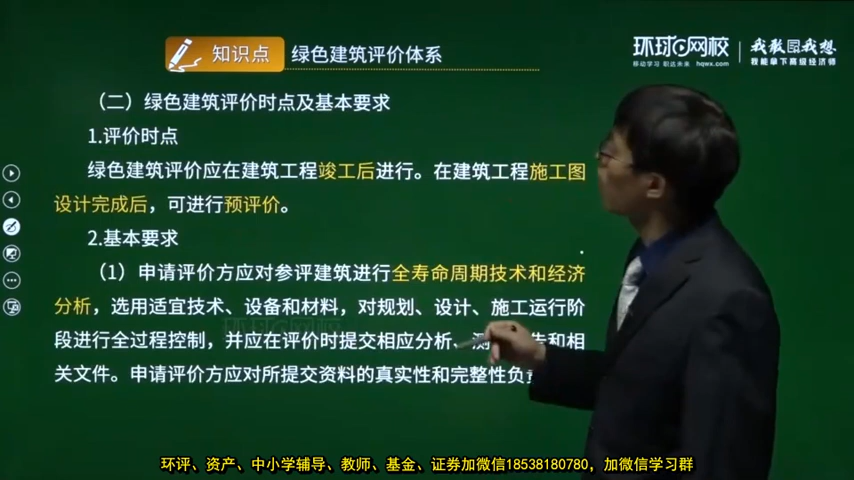 知识点 绿色建筑评价体系
环球网校
移动学习 职达未来 hqwx.com
我敢我想
我能拿下高级经济师
（二）绿色建筑评价时点及基本要求
1.评价时点
绿色建筑评价应在建筑工程竣工后进行。在建筑工程施工图
设计完成后，可进行预评价。
2.基本要求
（1）申请评价方应对参评建筑进行全寿命周期技术和经济
分析，选用适宜技术、设备和材料，对规划、设计、施工运行阶
段进行全过程控制，并应在评价时提交相应分析、测 告和相
关文件。申请评价方应对所提交资料的真实性和完整性负
环评、资产、中小学辅导、教师、基金、证券加微信18538180780，加微信学习群